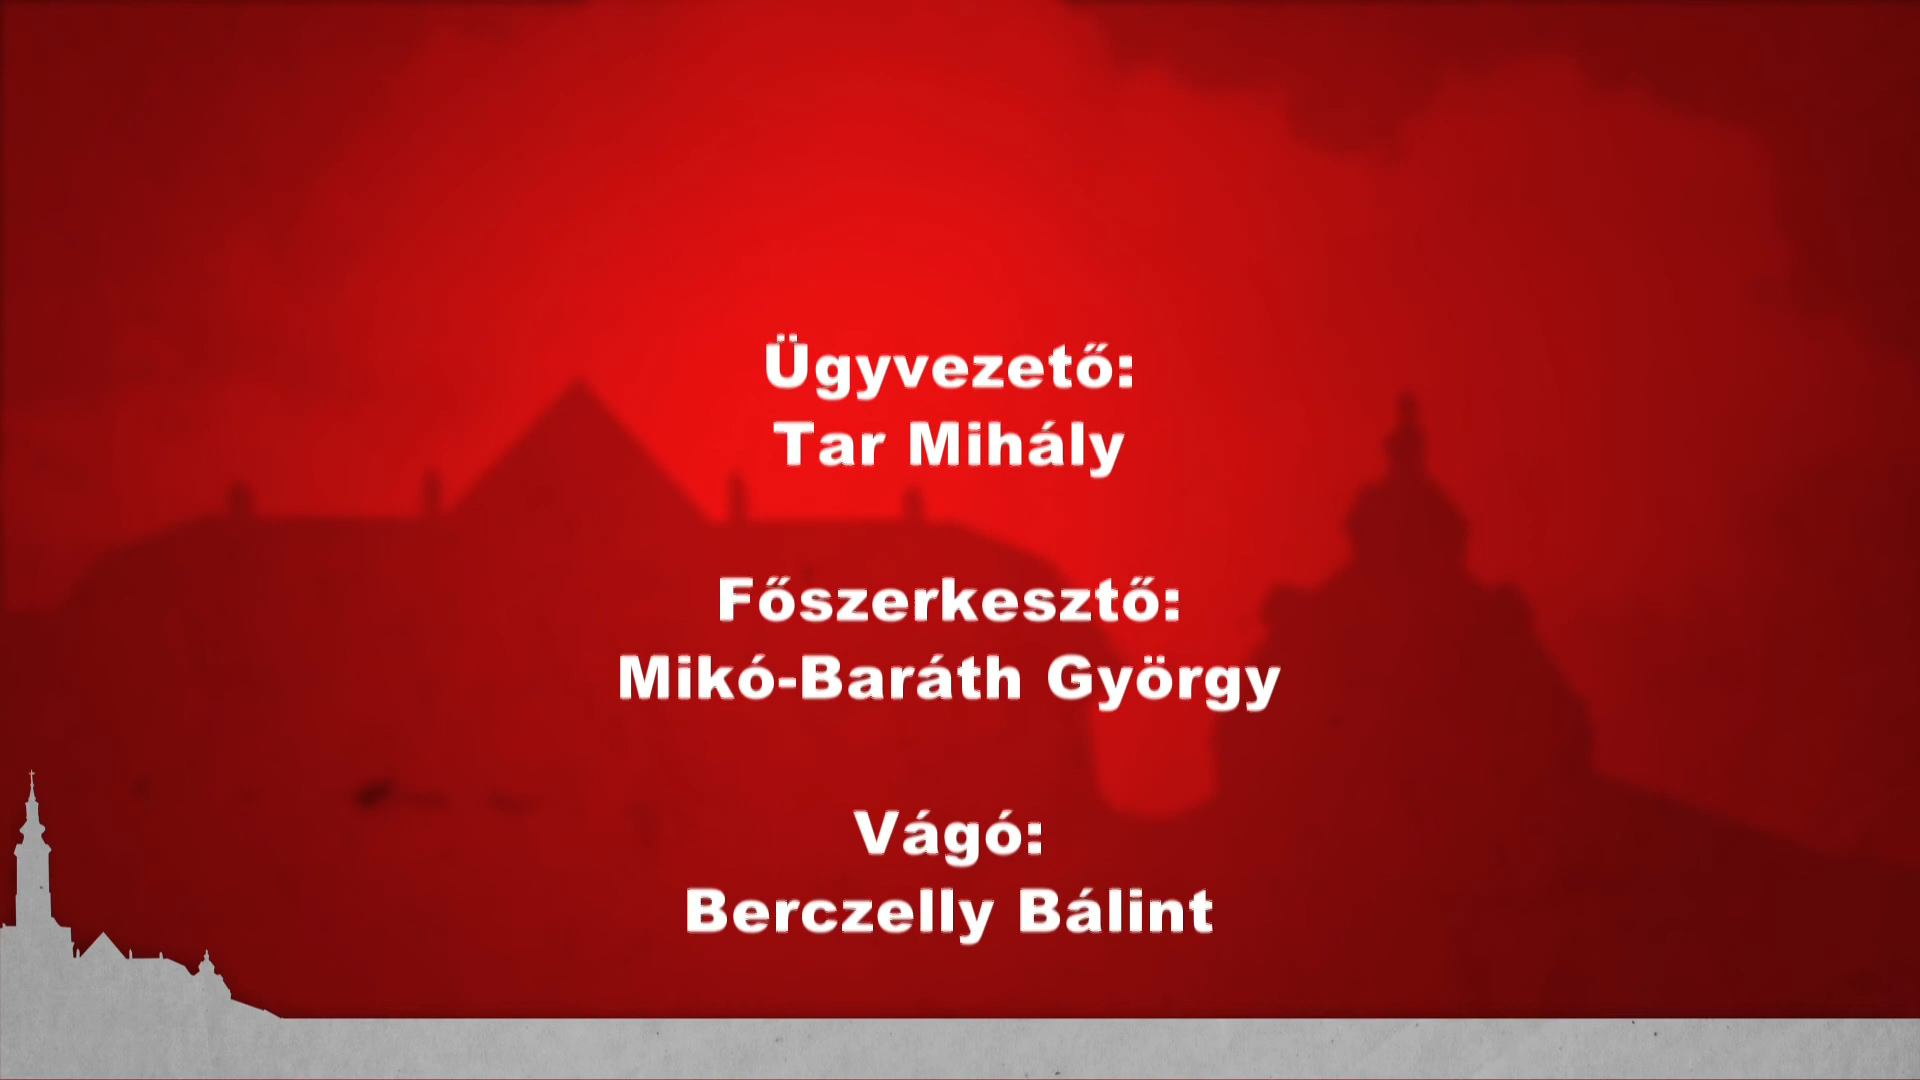 Ügyvezető:
Tar Mihály
Főszerkesztő:
Mikó-Baráth György
Vágó:
Berczelly Bálint